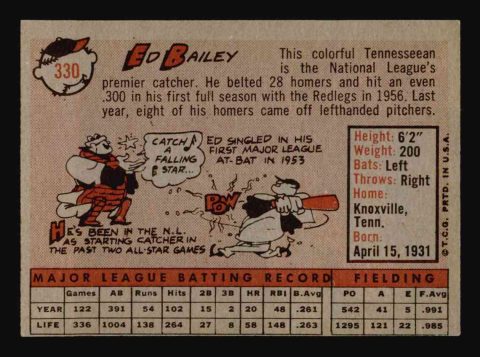 330
ED BAILEY
This colorful Tennesseean
is the National League's
premier catcher. He belted 28 homers and hit an even
.300 in his first full season with the Redlegs in 1956. Last
year, eight of his homers came off lefthanded pitchers.
CATCH
A
FALLING
STAR...
HE'S BEEN IN THE N.L.
AS STARTING CATCHER IN
THE PAST TWO ALL-STAR GAMES
ED SINGLED IN HIS
FIRST MAJOR LEAGUE
AT-BAT IN 1953
POW
Height: 6'2"
Weight: 200
Bats: Left
Throws: Right
Home:
Knoxville,
Tenn.
Born:
April 15, 1931
© T.C.G. PRTD. IN U.S.A.
MAJOR LEAGUE BATTING RECORD FIELDING
Games AB Runs Hits 2B 3B HR RBI B.Avg PO A E F.Avg
YEAR 122 391 54 102 15 2 20 48 .261 542 41 5 .991
LIFE 336 1004 138 264 27 8 58 148 .263 1295 121 22 .985